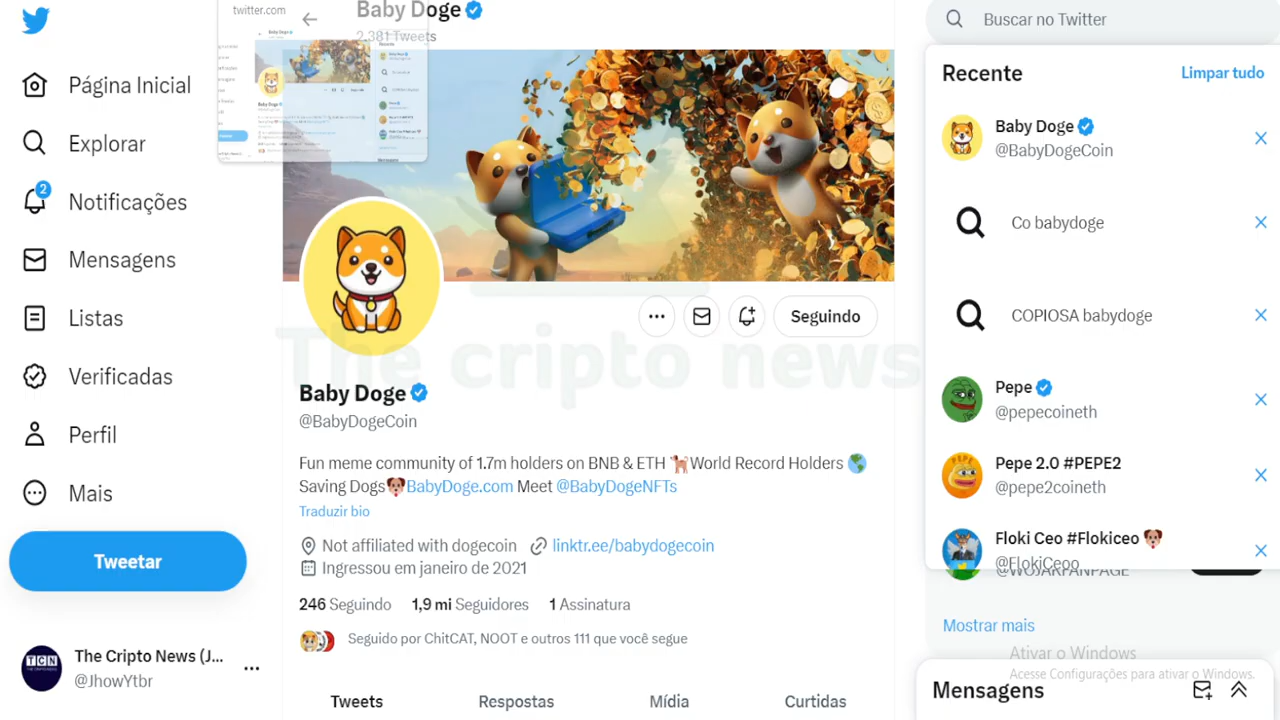 twitter.com
Baby Doge
2.381 Tweets
Página Inicial
Explorar
2
Notificações
Mensagens
Listas
Verificadas
Perfil
Mais
Tweetar
The Cripto News (J...
@JhowYtbr
Seguindo
The cripto news
Baby Doge
@BabyDogeCoin
Fun meme community of 1.7m holders on BNB & ETH 🐕World Record Holders 🌎
Saving Dogs🐶BabyDoge.com Meet @BabyDogeNFTs
Traduzir bio
Not affiliated with dogecoin linktr.ee/babydogecoin
Ingressou em janeiro de 2021
246 Seguindo 1,9 mi Seguidores 1 Assinatura
Seguido por ChitCAT, NOOT e outros 111 que você segue
Tweets Respostas Mídia Curtidas
Buscar no Twitter
Recente Limpar tudo
Baby Doge
@BabyDogeCoin
Co babydoge
COPIOSA babydoge
Pepe
@pepecoineth
Pepe 2.0 #PEPE2
@pepe2coineth
Floki Ceo #Flokiceo 🐶
@FlokiCeoo
@WOJARPANPAGE
Mostrar mais
Ativar o Windows
Acesse Configurações para ativar o Windows.
Mensagens